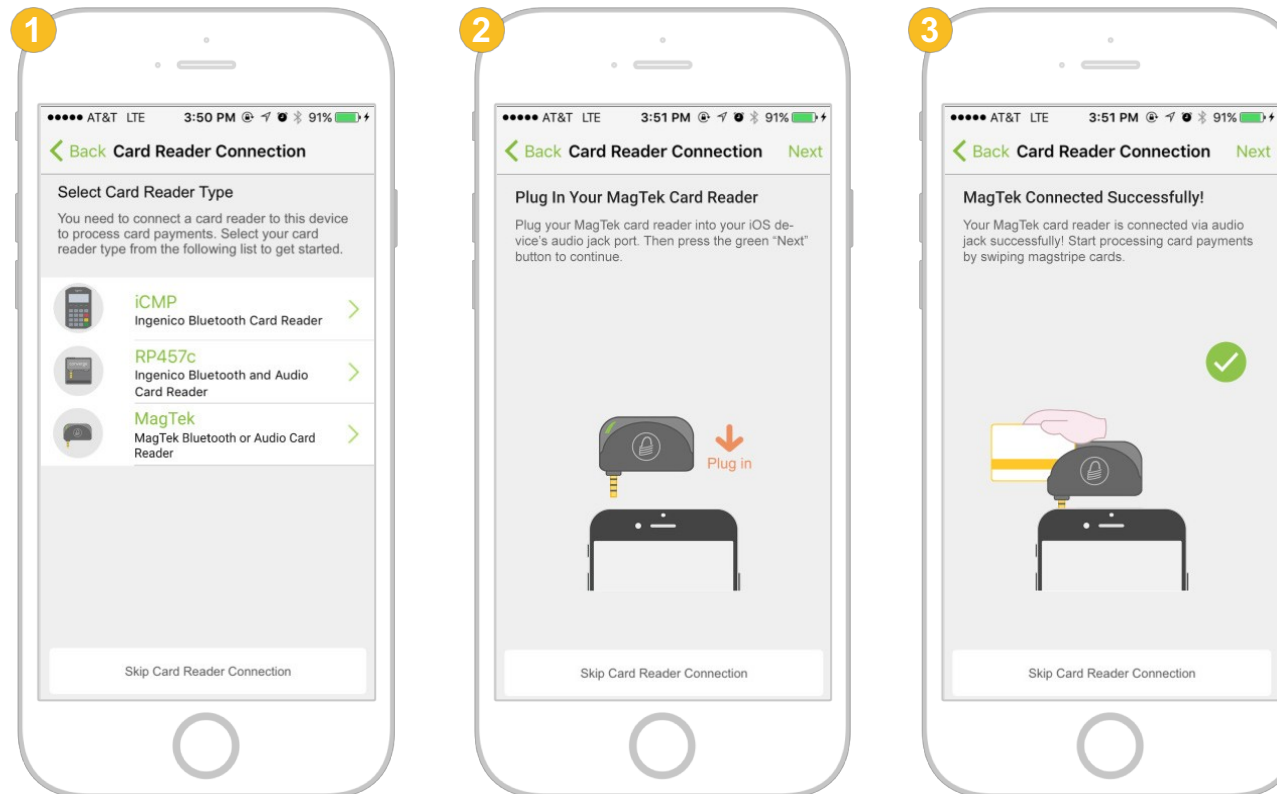 1
AT&T LTE 3:50 PM 91%
Back Card Reader Connection
Select Card Reader Type
You need to connect a card reader to this device
to process card payments. Select your card
reader type from the following list to get started.
iCMP
Ingenico Bluetooth Card Reader
RP457c
Ingenico Bluetooth and Audio
Card Reader
MagTek
MagTek Bluetooth or Audio Card
Reader
Skip Card Reader Connection
2
AT&T LTE 3:51 PM 91%
Back Card Reader Connection Next
Plug In Your MagTek Card Reader
Plug your MagTek card reader into your iOS de-
vice's audio jack port. Then press the green “Next”
button to continue.
Plug in
Skip Card Reader Connection
3
AT&T LTE 3:51 PM 91%
Back Card Reader Connection Next
MagTek Connected Successfully!
Your MagTek card reader is connected via audio
jack successfully! Start processing card payments
by swiping magstripe cards.
Skip Card Reader Connection